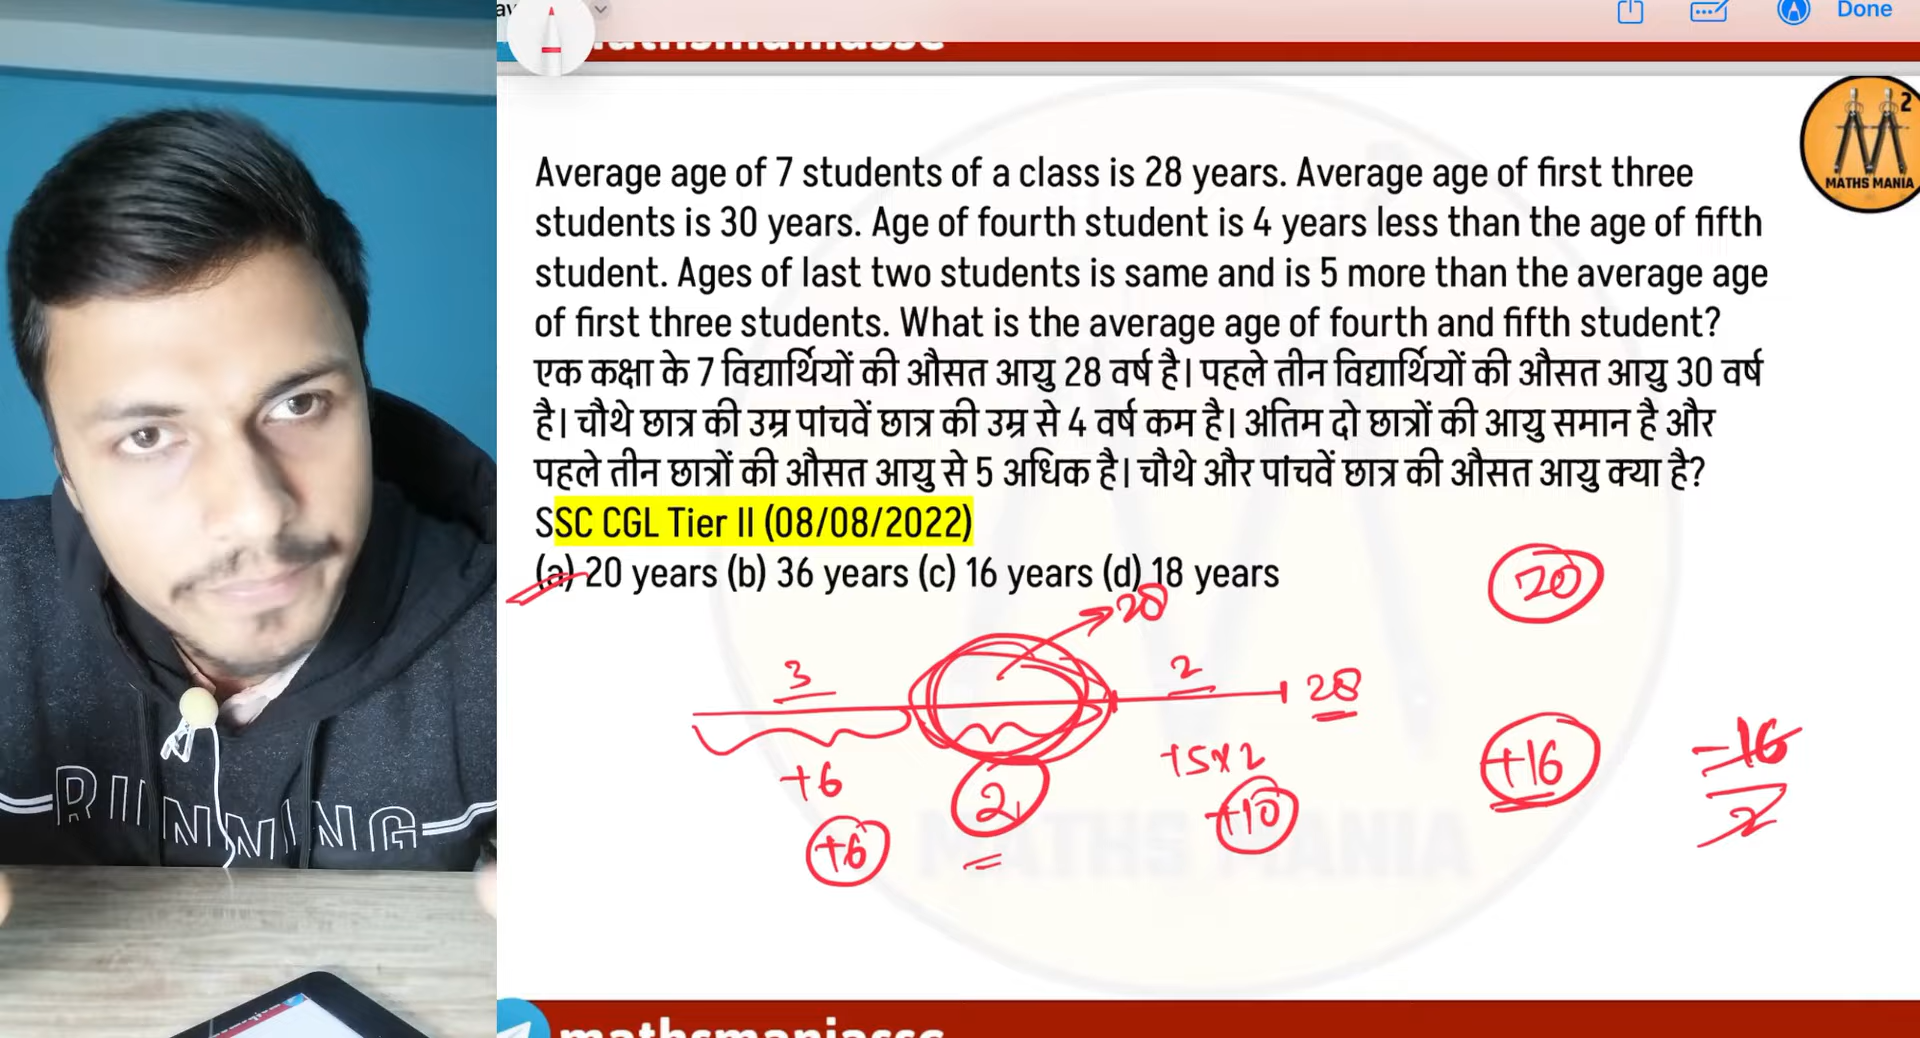 Done
mathsmaniassc
2
MATHS MANIA
Average age of 7 students of a class is 28 years. Average age of first three
students is 30 years. Age of fourth student is 4 years less than the age of fifth
student. Ages of last two students is same and is 5 more than the average age
of first three students. What is the average age of fourth and fifth student?
एक कक्षा के 7 विद्यार्थियों की औसत आयु 28 वर्ष है। पहले तीन विद्यार्थियों की औसत आयु 30 वर्ष
है। चौथे छात्र की उम्र पांचवें छात्र की उम्र से 4 वर्ष कम है। अंतिम दो छात्रों की आयु समान है और
पहले तीन छात्रों की औसत आयु से 5 अधिक है। चौथे और पांचवें छात्र की औसत आयु क्या है?
SSC CGL Tier II (08/08/2022)
(a) 20 years (b) 36 years (c) 16 years (d) 18 years
20
28
3
2
28
+6
2
+5×2
+16
-16
2
+6
+10
MATHS MANIA
RUNNING
mathsmaniassc